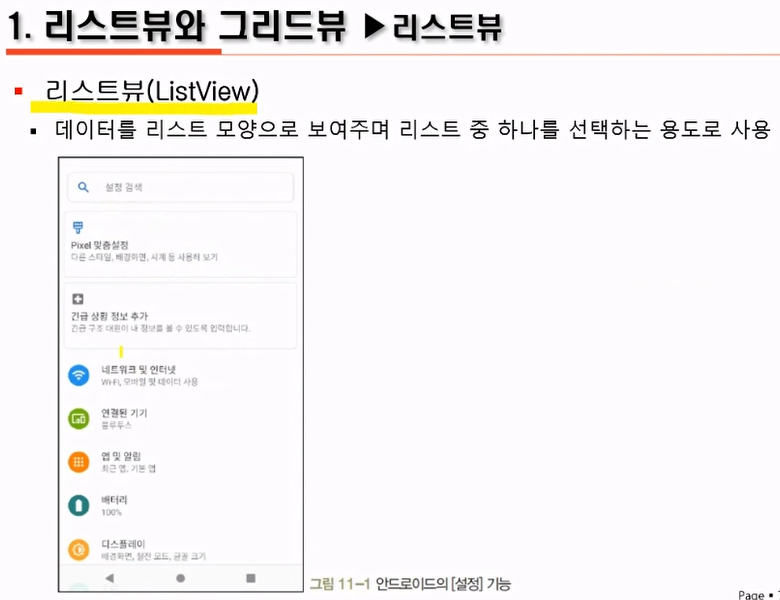 1. 리스트뷰와 그리드뷰 ▶리스트뷰
▪ 리스트뷰(ListView)
▪ 데이터를 리스트 모양으로 보여주며 리스트 중 하나를 선택하는 용도로 사용
설정 검색
Pixel 맞춤설정
다른 스타일, 배경화면, 시계 등 사용해 보기
긴급 상황 정보 추가
긴급 구조 대원이 내 정보를 볼 수 있도록 입력합니다.
네트워크 및 인터넷
Wi-Fi, 모바일 및 데이터 사용
연결된 기기
블루투스
앱 및 알림
최근 앱, 기본 앱
배터리
100%
디스플레이
배경화면, 절전 모드, 글꼴 크기
그림 11-1 안드로이드의 [설정] 기능
Page ▪